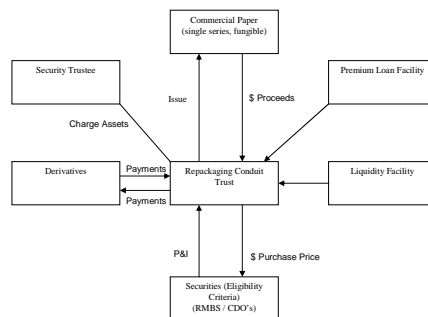 Commercial Paper
(single series, fungible)
Security Trustee
Premium Loan Facility
Issue
$ Proceeds
Charge Assets
Derivatives
Payments
Payments
Repackaging Conduit
Trust
Liquidity Facility
P&I
$ Purchase Price
Securities (Eligibility
Criteria)
(RMBS / CDO's)